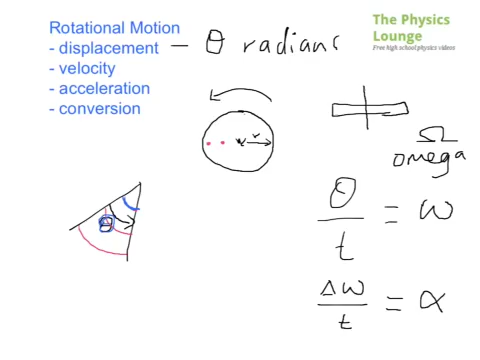 Rotational Motion
- displacement – θ radians
- velocity
- acceleration
- conversion
The Physics
Lounge
Free high school physics videos
r
Ω
omega
θ
t
= ω
Δω
t
= α
θ